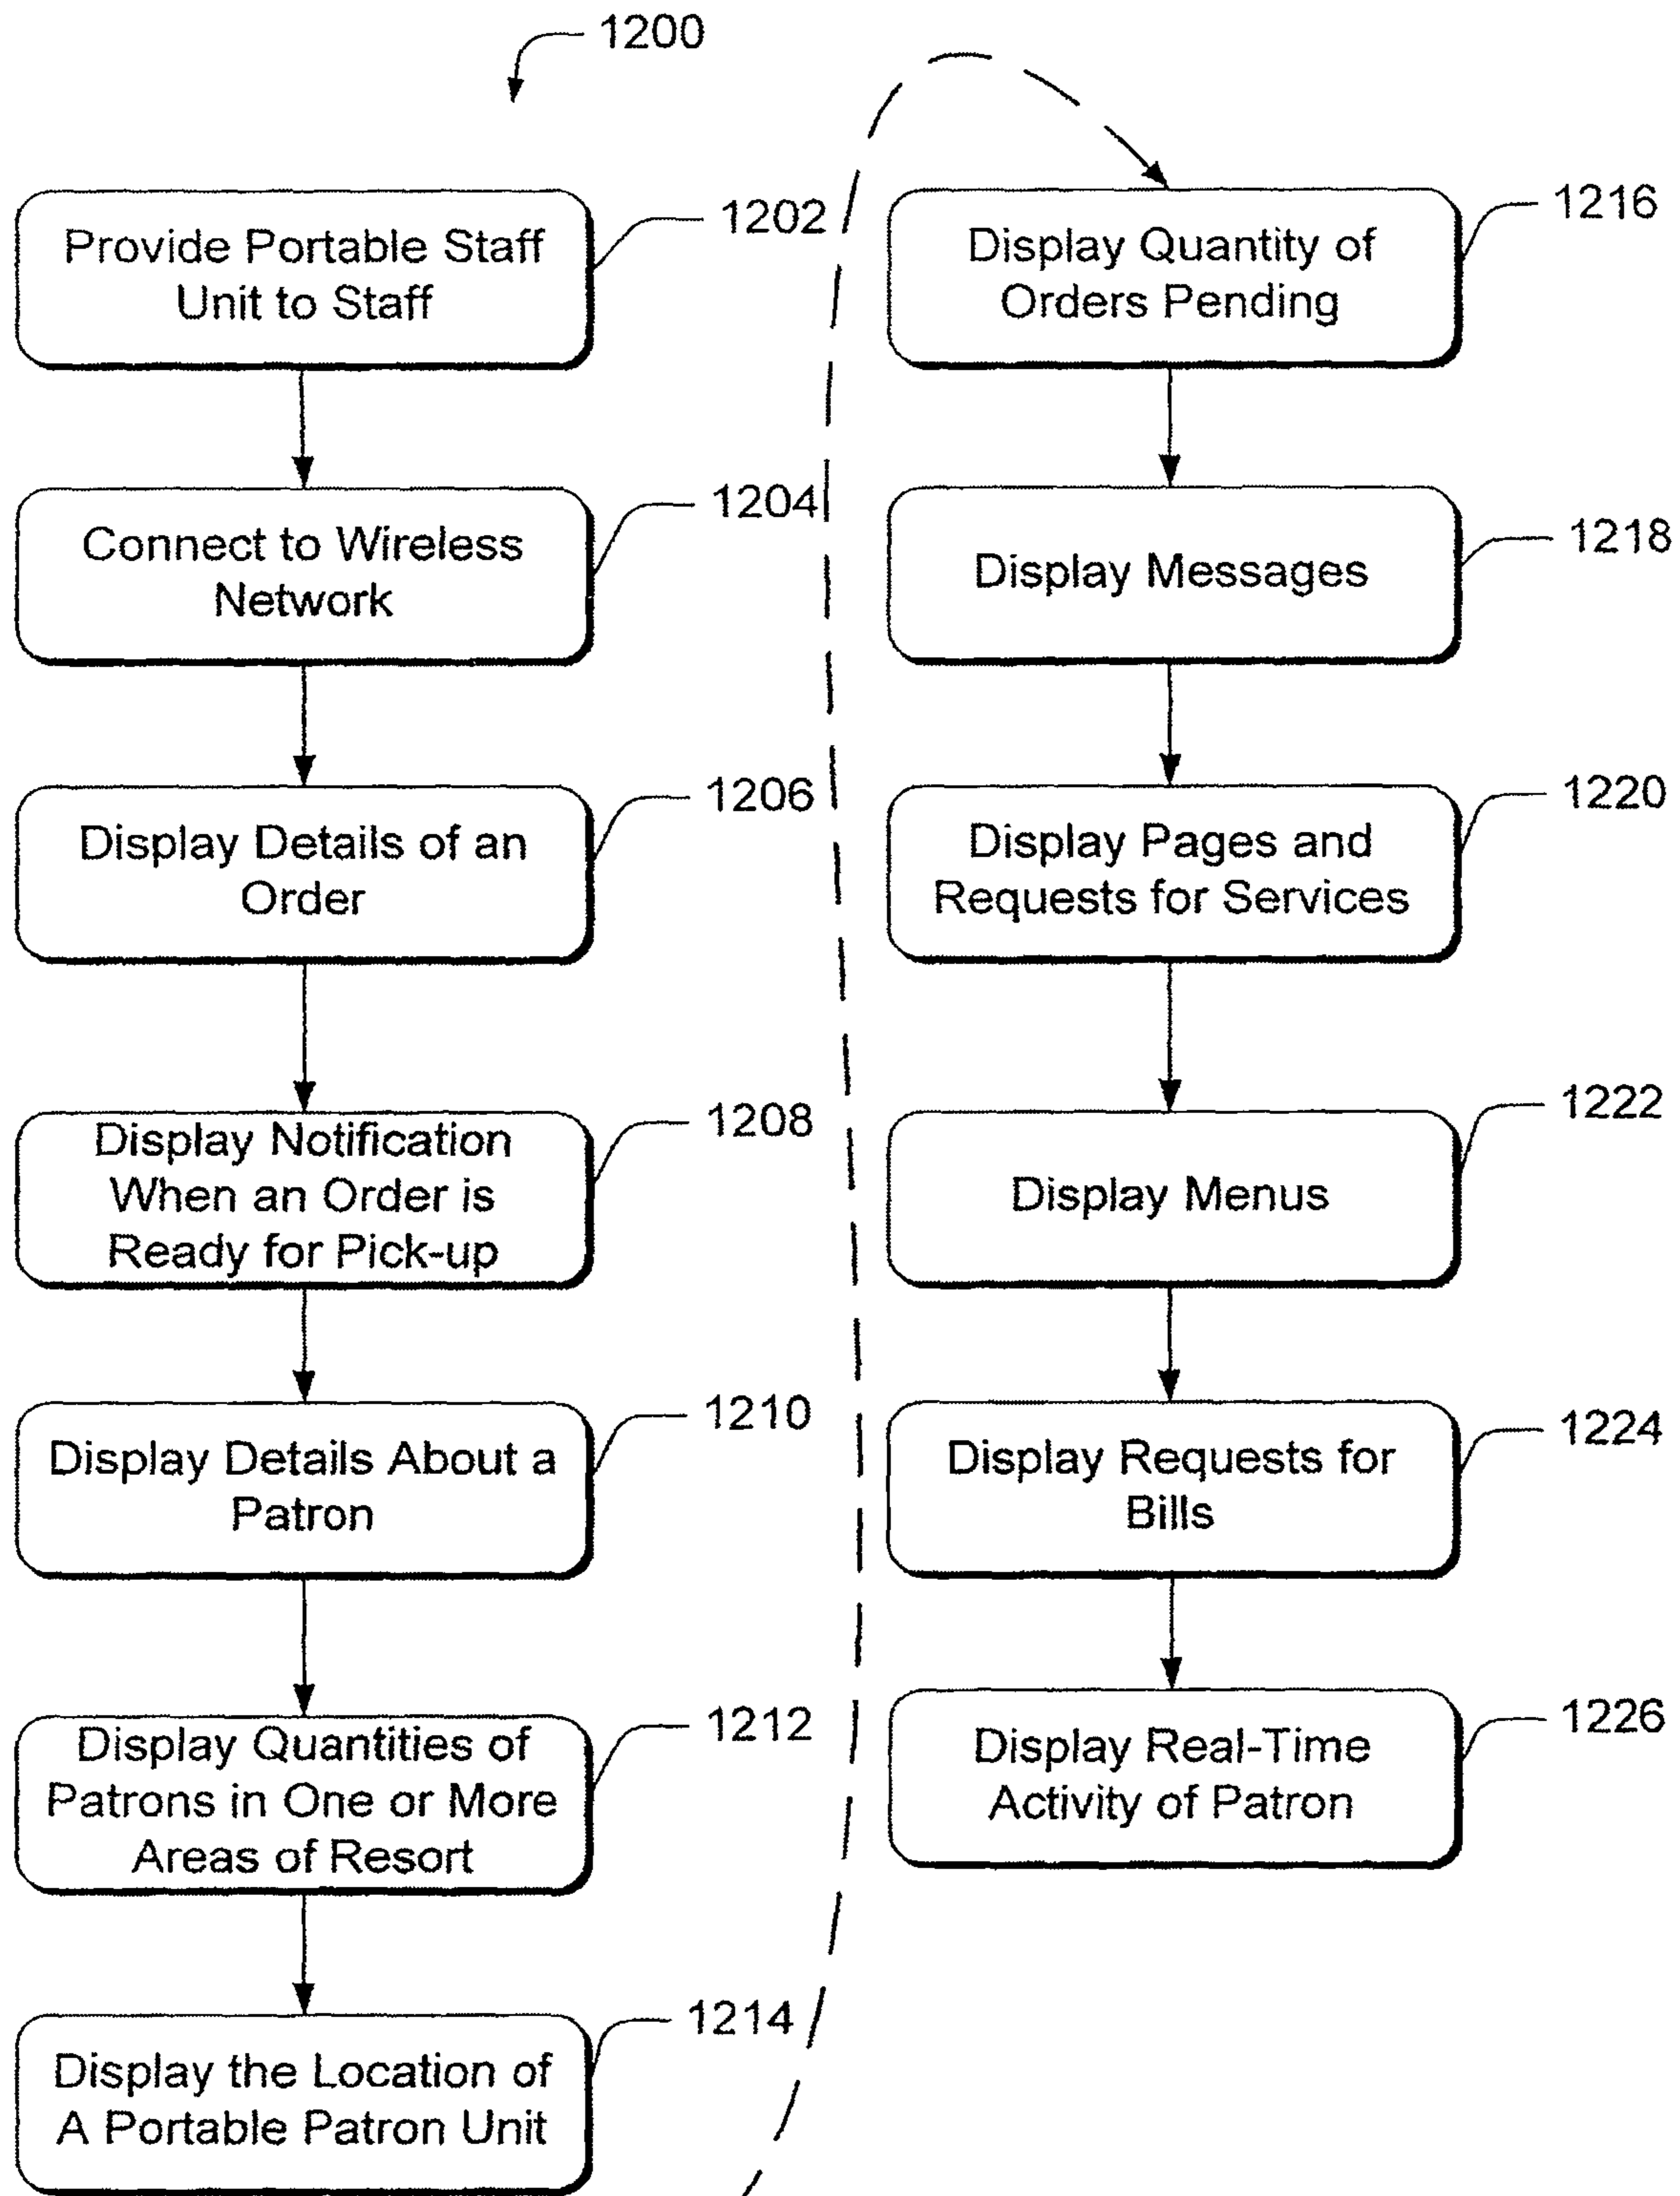 1200
Provide Portable Staff
Unit to Staff
1202
Connect to Wireless
Network
1204
Display Details of an
Order
1206
Display Notification
When an Order is
Ready for Pick-up
1208
Display Details About a
Patron
1210
Display Quantities of
Patrons in One or More
Areas of Resort
1212
Display the Location of
A Portable Patron Unit
1214
Display Quantity of
Orders Pending
1216
Display Messages
1218
Display Pages and
Requests for Services
1220
Display Menus
1222
Display Requests for
Bills
1224
Display Real-Time
Activity of Patron
1226